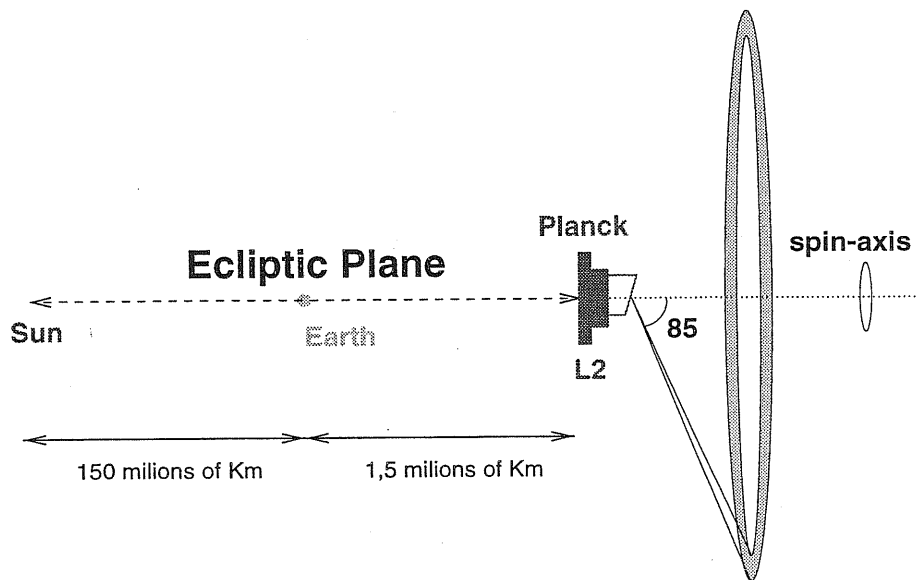 Planck
spin-axis
Ecliptic Plane
Sun
Earth
85
L2
150 milions of Km
1,5 milions of Km